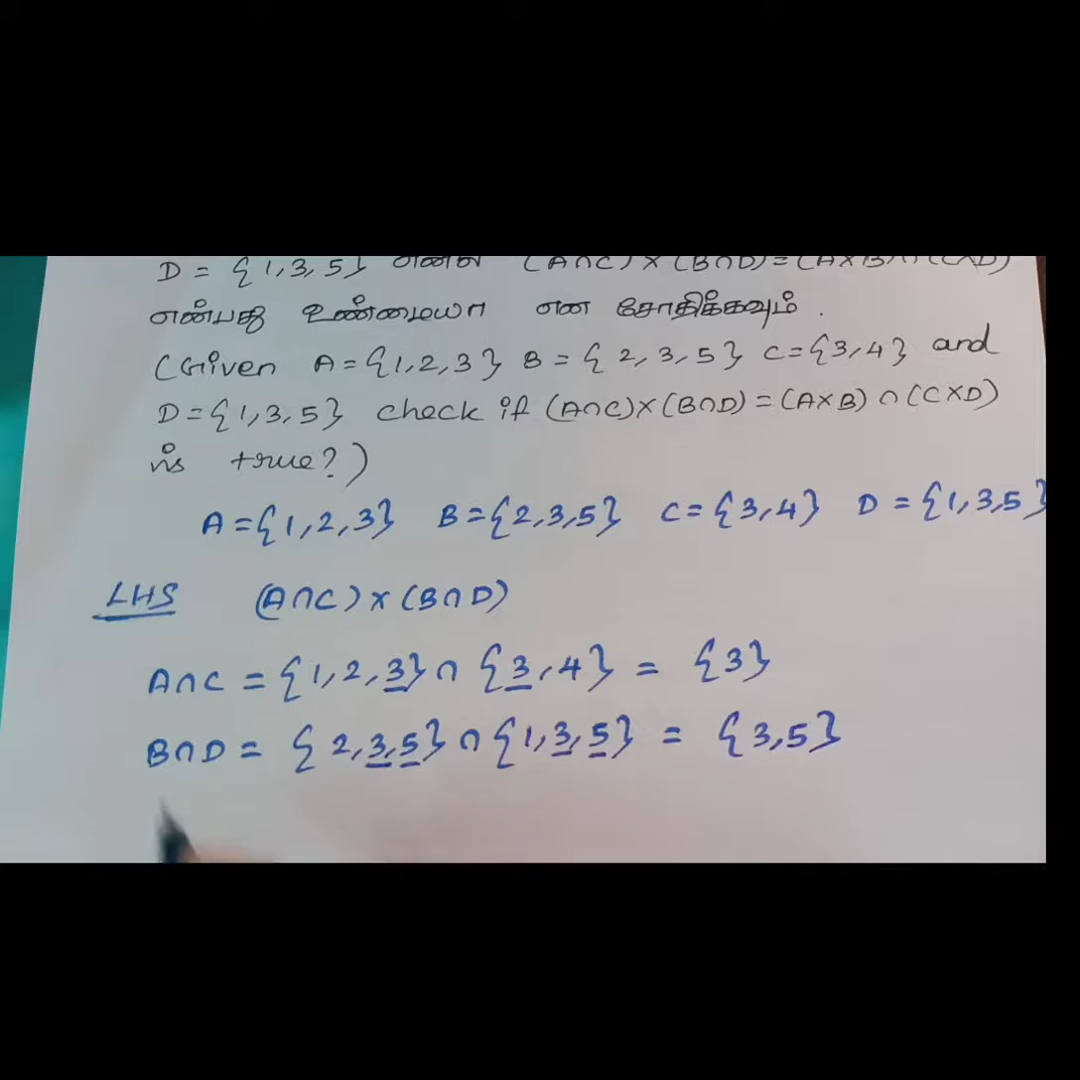 D = {1,3,5} எனில் (A∩C)×(B∩D)=(A×B)∩(C×D)
என்பது உண்மையா என சோதிக்கவும்.
(Given A={1,2,3} B={2,3,5} C={3,4} and
D={1,3,5} check if (A∩C)×(B∩D)=(A×B)∩(C×D)
is true?)
A={1,2,3} B={2,3,5} C={3,4} D={1,3,5}
LHS (A∩C)×(B∩D)
A∩C = {1,2,3}∩{3,4} = {3}
B∩D = {2,3,5}∩{1,3,5} = {3,5}